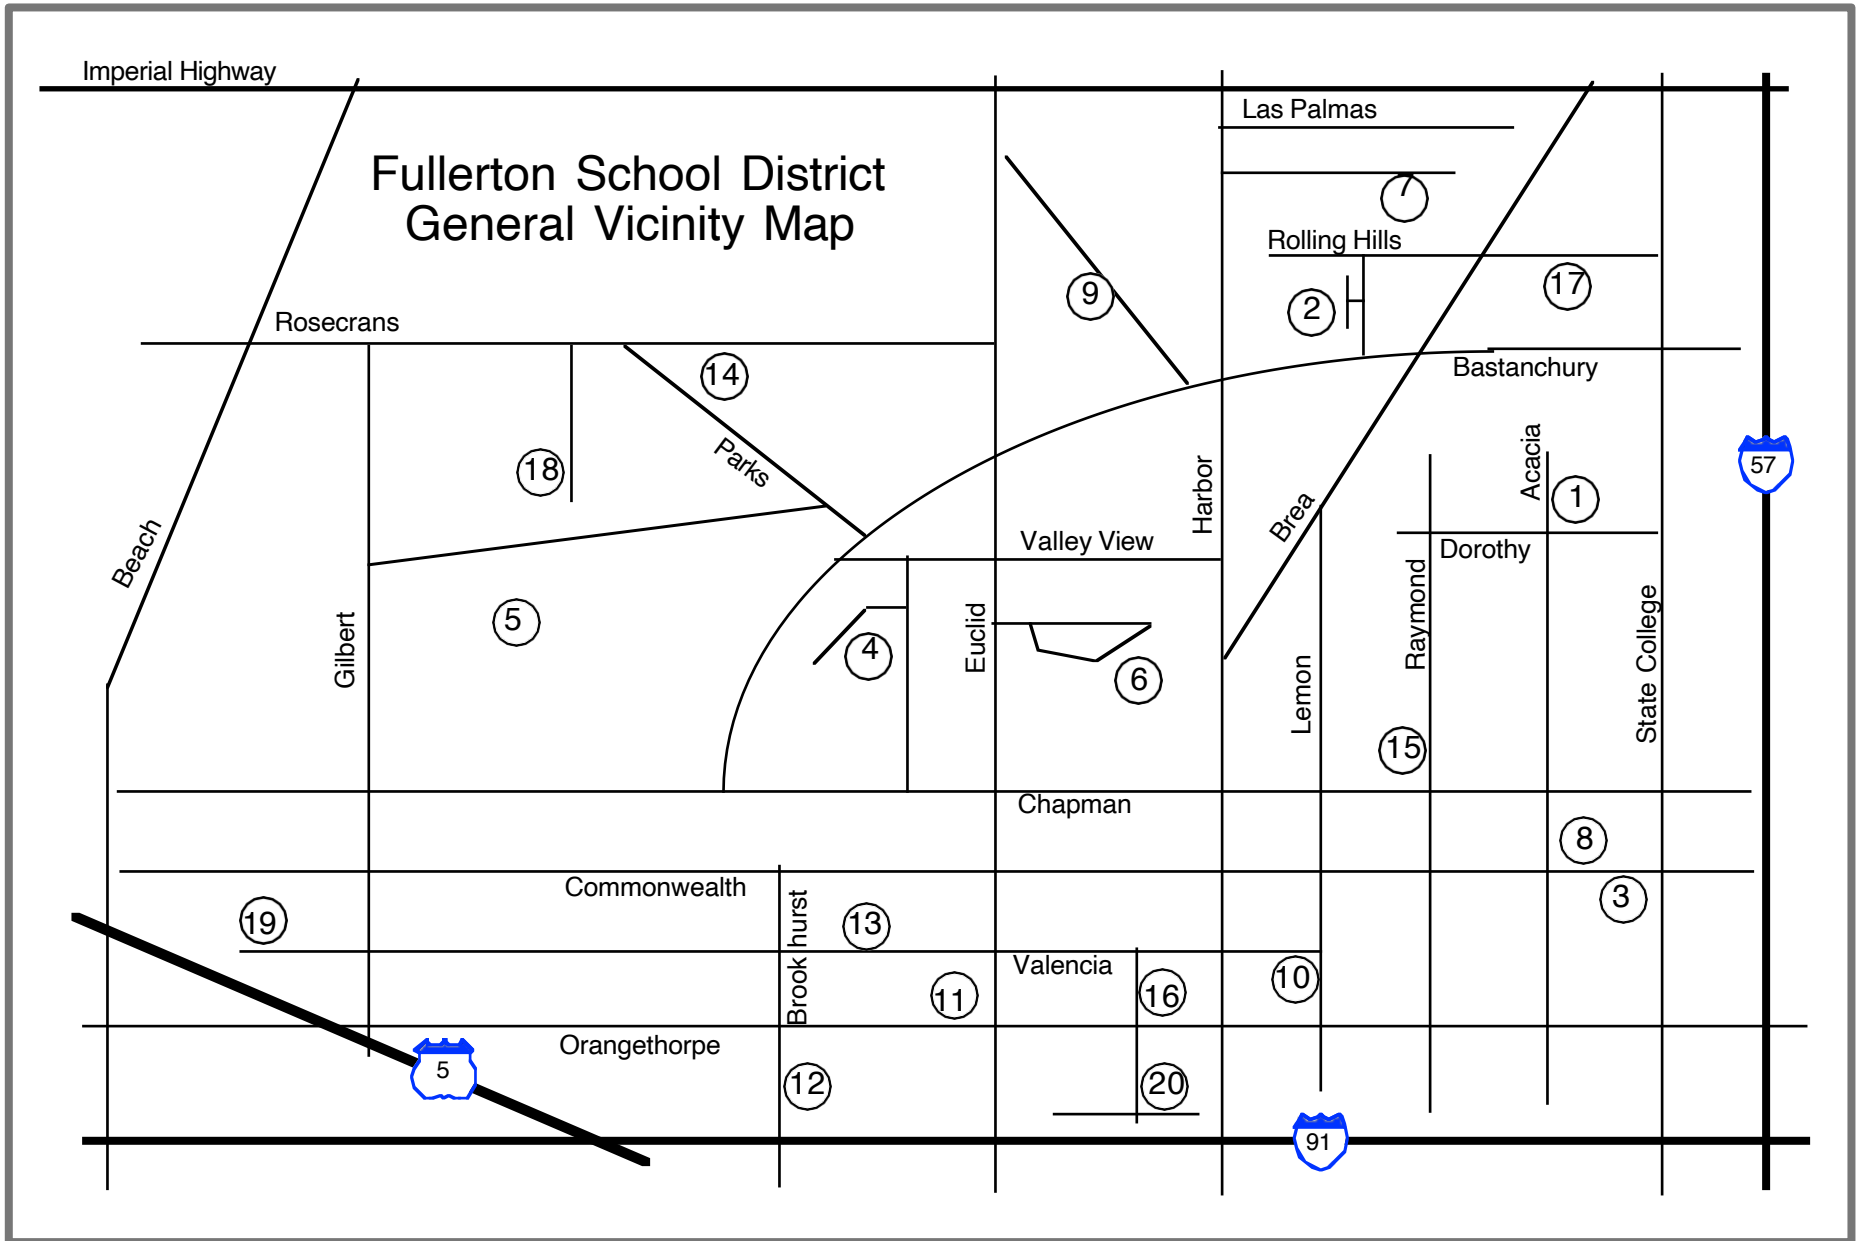 Imperial Highway
Las Palmas
Fullerton School District
General Vicinity Map
7
Rolling Hills
9
2
17
Rosecrans
14
Bastanchury
Parks
18
Harbor
Brea
Acacia
1
57
Beach
Valley View
Dorothy
Gilbert
5
4
Euclid
6
Lemon
Raymond
State College
15
Chapman
8
Commonwealth
3
19
13
Brook hurst
Valencia
11
16
10
Orangethorpe
5
12
20
91